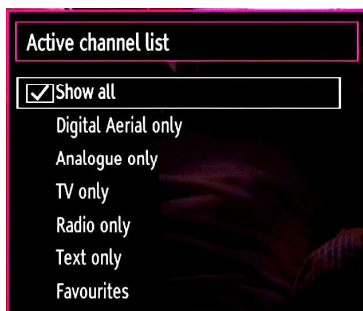 Active channel list
Show all
Digital Aerial only
Analogue only
TV only
Radio only
Text only
Favourites